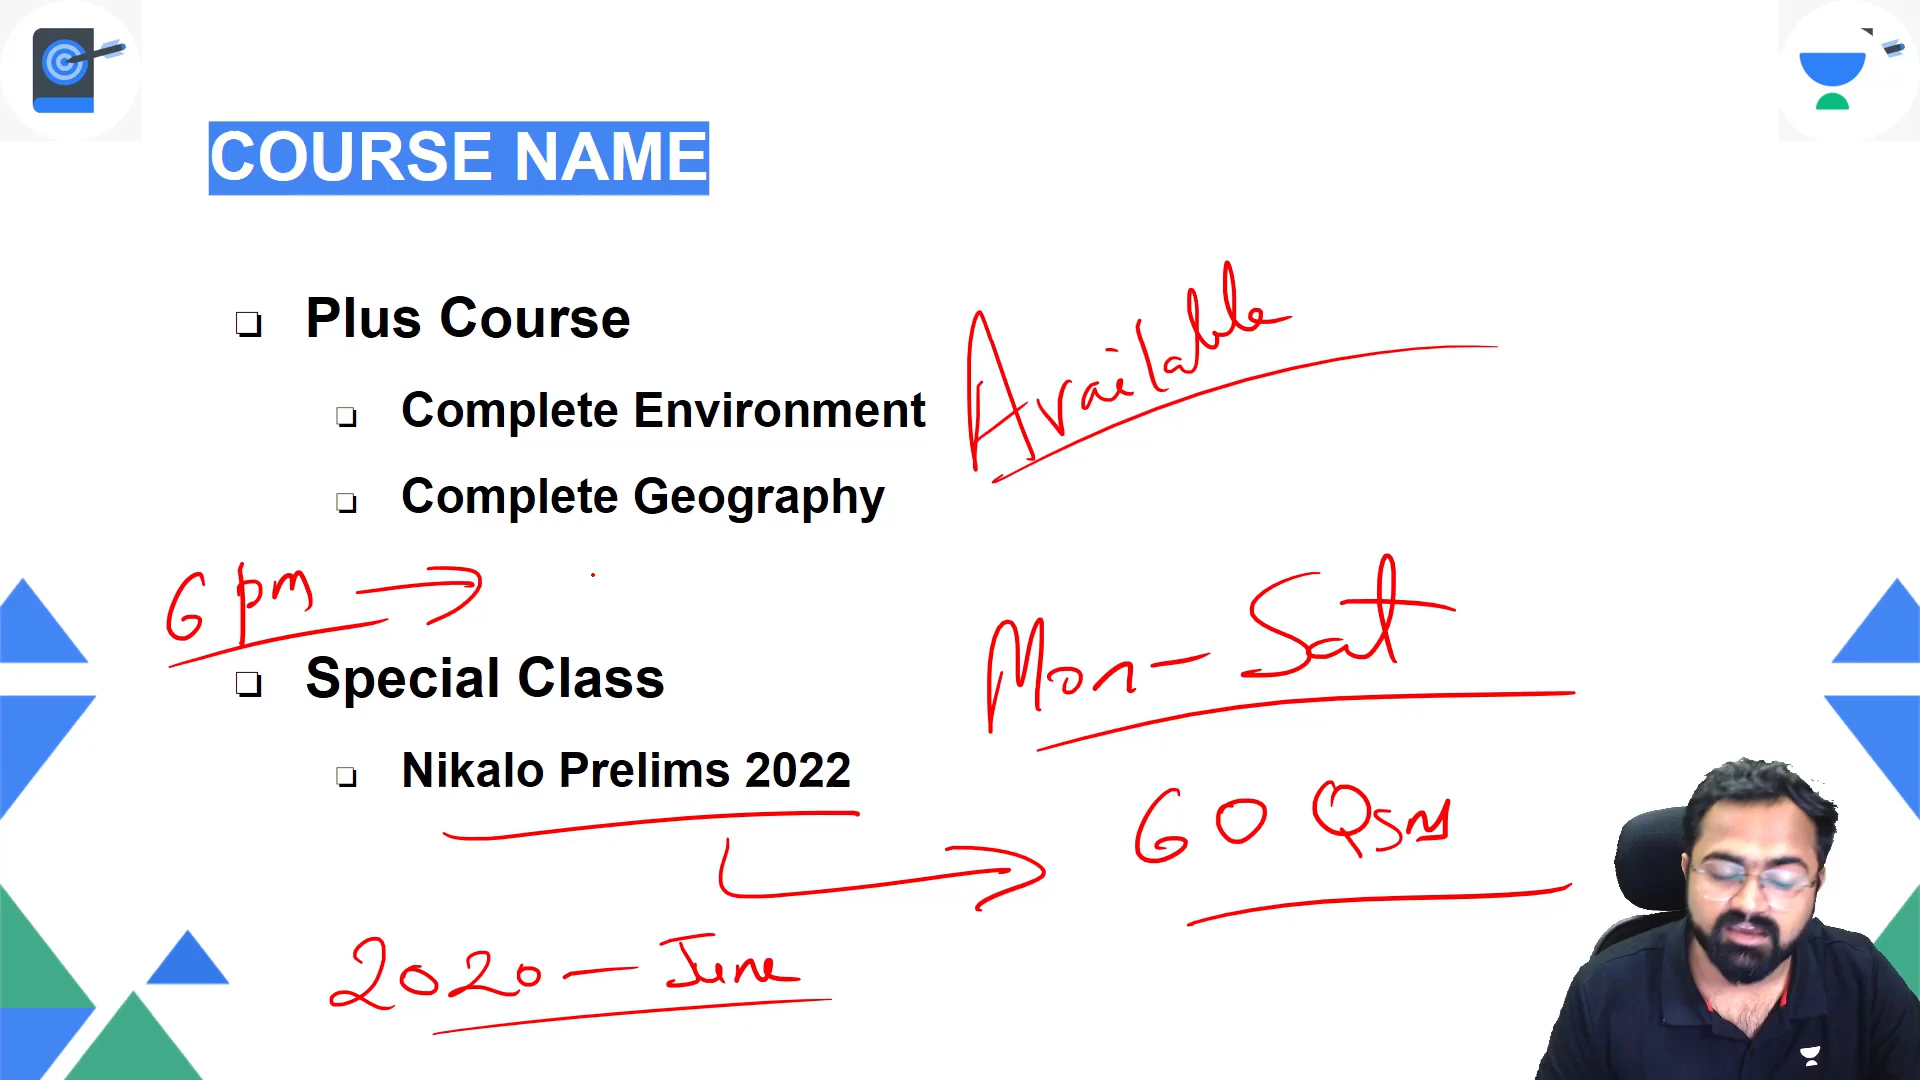 COURSE NAME
Plus Course
Available
Complete Environment
Complete Geography
6 pm
Mon - Sat
Special Class
Nikalo Prelims 2022
60 Qsns
2020 - June